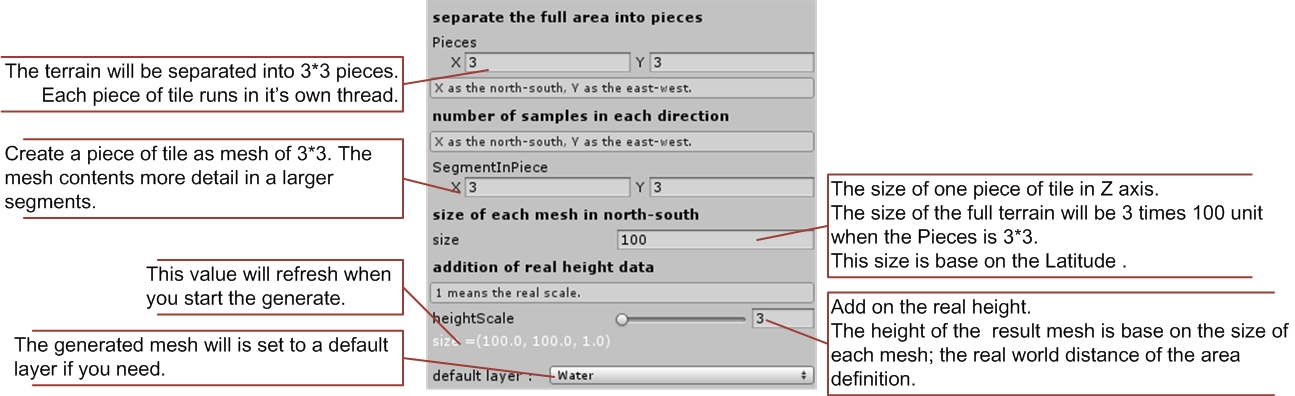 separate the full area into pieces
Pieces
X 3 Y 3
X as the north-south, Y as the east-west.
number of samples in each direction
X as the north-south, Y as the east-west.
SegmentInPiece
X 3 Y 3
size of each mesh in north-south
size 100
addition of real height data
1 means the real scale.
heightScale 3
size =(100.0, 100.0, 1.0)
default layer : Water
The terrain will be separated into 3*3 pieces.
Each piece of tile runs in it's own thread.
Create a piece of tile as mesh of 3*3. The
mesh contents more detail in a larger
segments.
This value will refresh when
you start the generate.
The generated mesh will is set to a default
layer if you need.
The size of one piece of tile in Z axis.
The size of the full terrain will be 3 times 100 unit
when the Pieces is 3*3.
This size is base on the Latitude .
Add on the real height.
The height of the result mesh is base on the size of
each mesh; the real world distance of the area
definition.